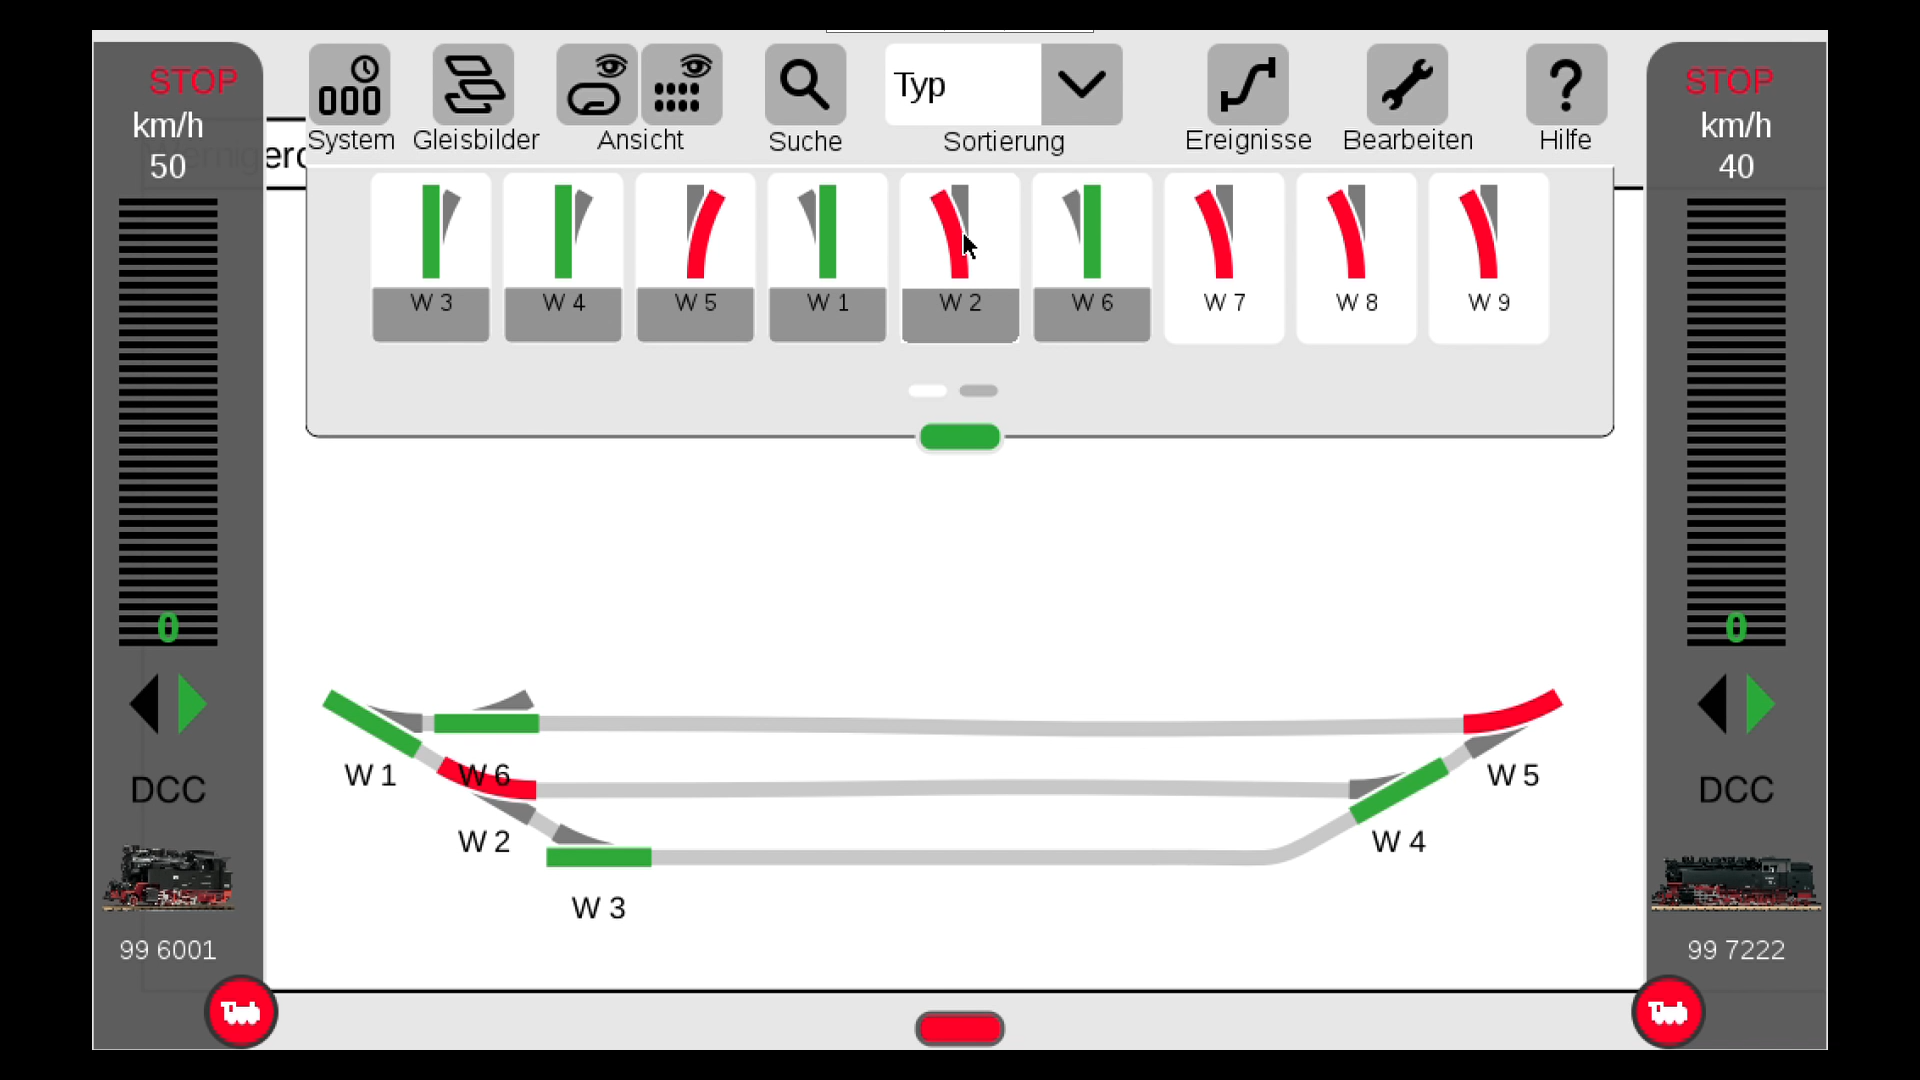 STOP
km/h
50
0
DCC
99 6001
System
Gleisbilder
Ansicht
Suche
Typ
Sortierung
Ereignisse
Bearbeiten
Hilfe
W 3
W 4
W 5
W 1
W 2
W 6
W 7
W 8
W 9
W 1
W 6
W 2
W 3
W 5
W 4
STOP
km/h
40
0
DCC
99 7222